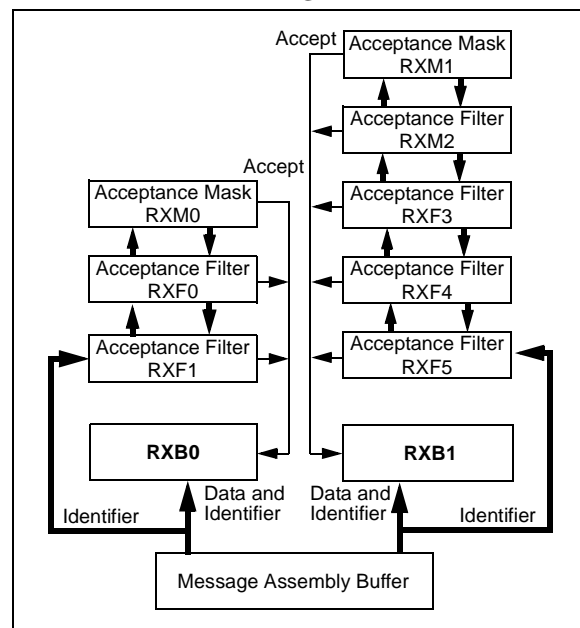 Accept
Acceptance Mask
RXM1
Acceptance Filter
RXM2
Accept
Acceptance Mask
RXM0
Acceptance Filter
RXF3
Acceptance Filter
RXF0
Acceptance Filter
RXF4
Acceptance Filter
RXF1
Acceptance Filter
RXF5
RXB0
RXB1
Data and
Identifier
Data and
Identifier
Identifier
Identifier
Message Assembly Buffer